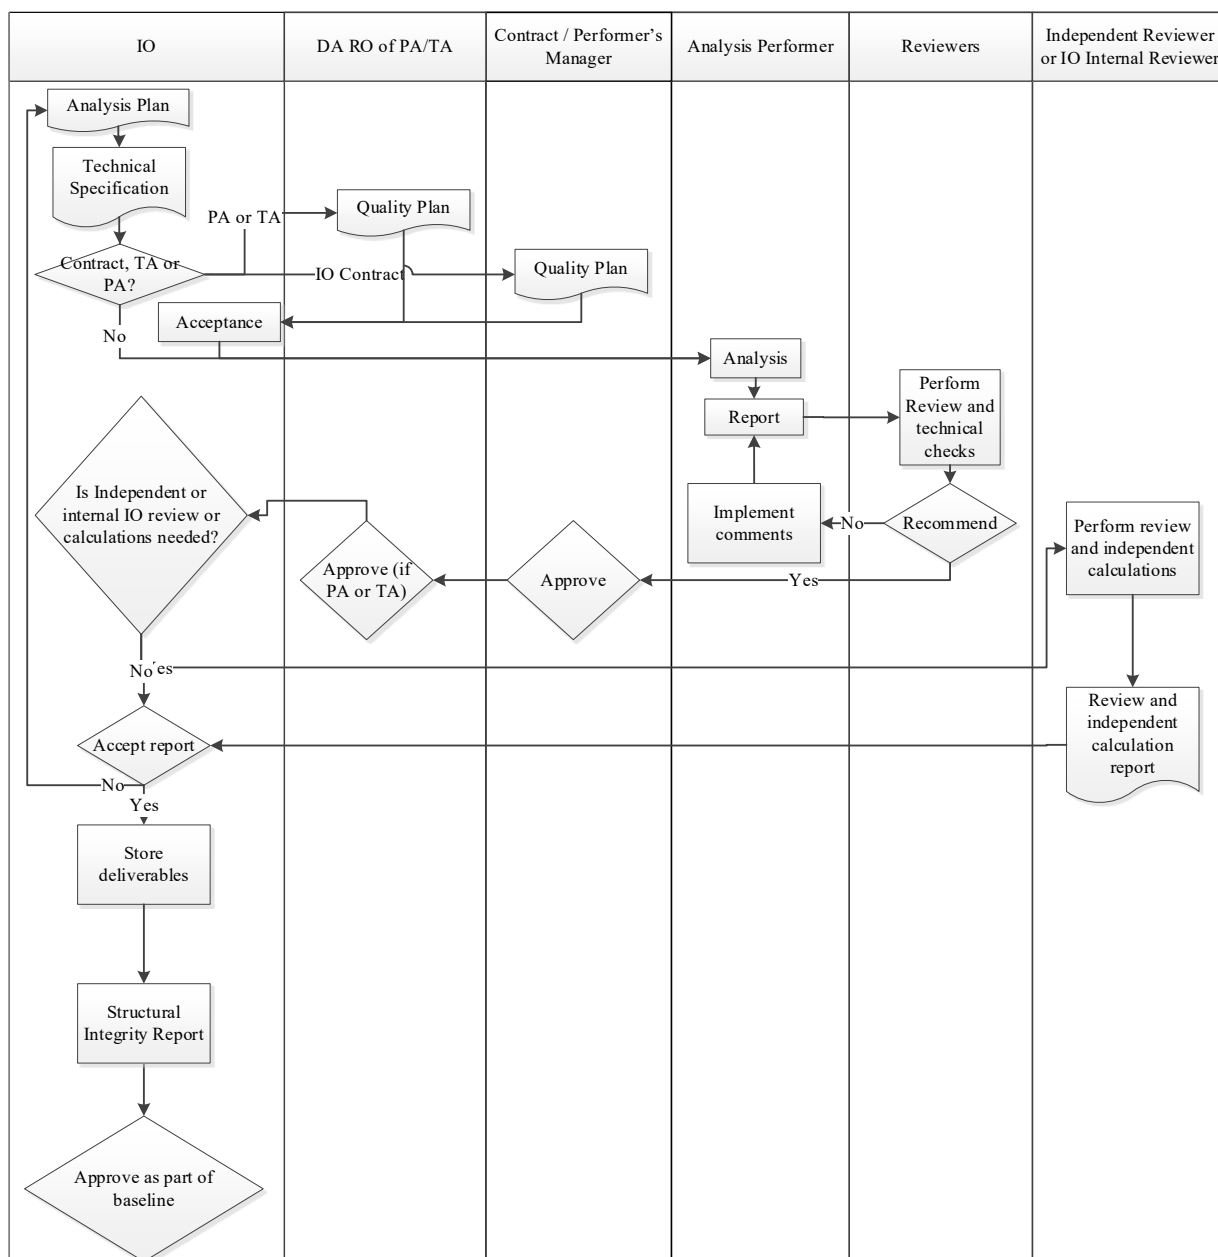 IO
DA RO of PA/TA
Contract / Performer's
Manager
Analysis Performer
Reviewers
Independent Reviewer
or IO Internal Reviewer
Analysis Plan
Technical
Specification
PA or TA
Quality Plan
Contract, TA or
PA?
IO Contract
Quality Plan
No
Acceptance
Analysis
Report
Perform
Review and
technical
checks
Is Independent or
internal IO review or
calculations needed?
Implement
comments
No
Recommend
Perform review
and independent
calculations
Approve (if
PA or TA)
Approve
Yes
No
es
Accept report
Review and
independent
calculation
report
No
Yes
Store
deliverables
Structural
Integrity Report
Approve as part of
baseline